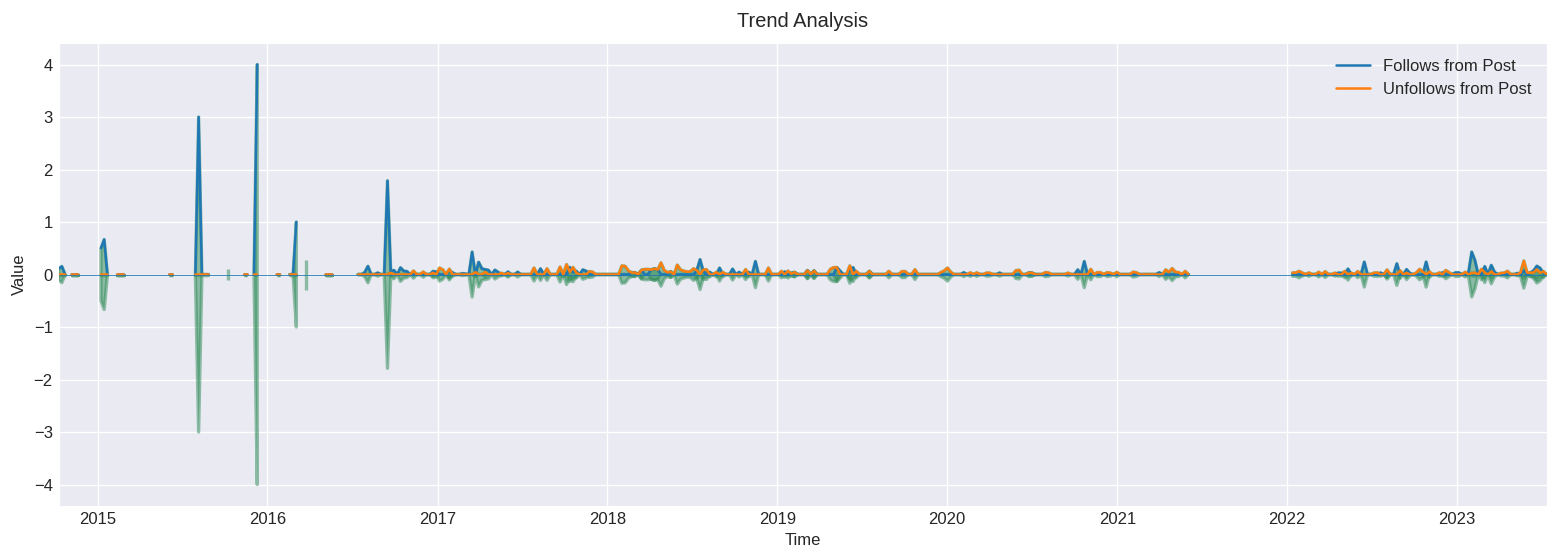 Trend Analysis
Follows from Post
Unfollows from Post
Value
4
3
2
1
0
−1
−2
−3
−4
2015 2016 2017 2018 2019 2020 2021 2022 2023
Time